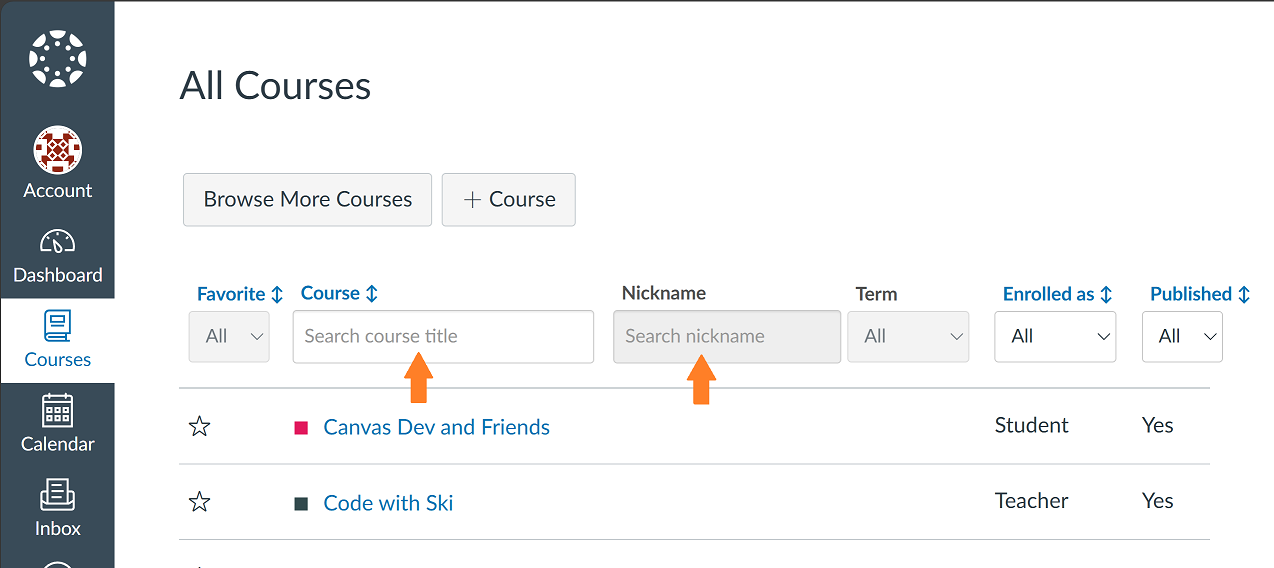 All Courses
Account
Browse More Courses
+ Course
Dashboard
Favorite Course Nickname Term Enrolled as Published
All Search course title Search nickname All All All
Courses
Canvas Dev and Friends Student Yes
Calendar
Code with Ski Teacher Yes
Inbox